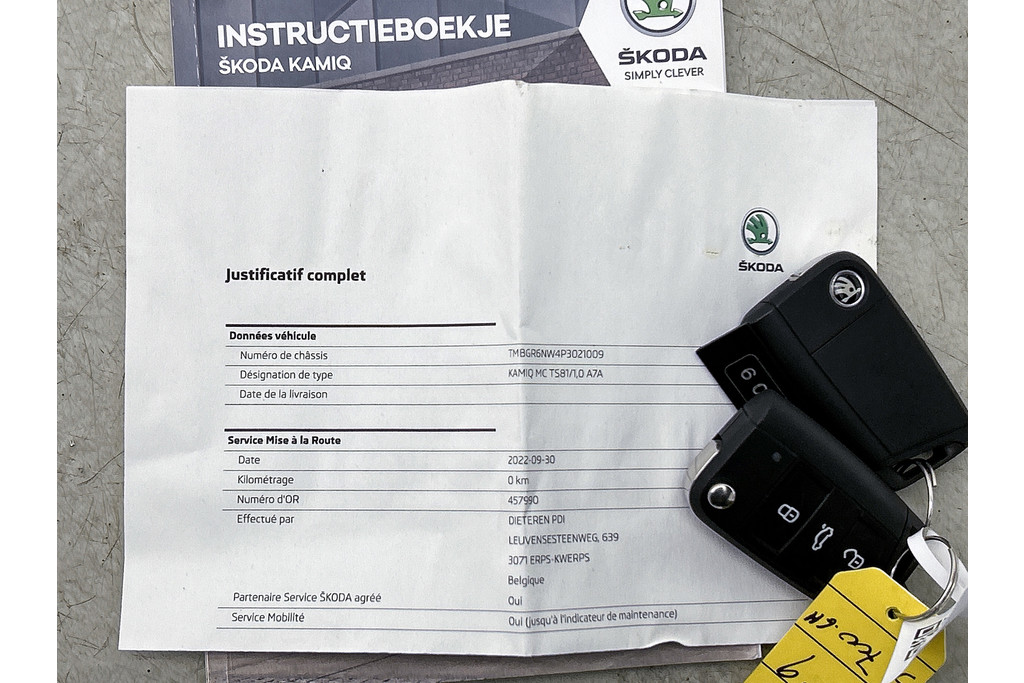 INSTRUCTIEBOEKJE
ŠKODA KAMIQ
ŠKODA
SIMPLY CLEVER
ŠKODA
Justificatif complet
Données véhicule
Numéro de châssis TMBGR6NW4P3021009
Désignation de type KAMIQ MC TS81/1,0 A7A
Date de la livraison
Service Mise à la Route
Date 2022-09-30
Kilométrage 0 km
Numéro d'OR 457990
Effectué par DIETEREN PDI
LEUVENSESTEENWEG, 639
3071 ERPS-KWERPS
Belgique
Partenaire Service ŠKODA agréé Oui
Service Mobilité Oui (jusqu'à l'indicateur de maintenance)